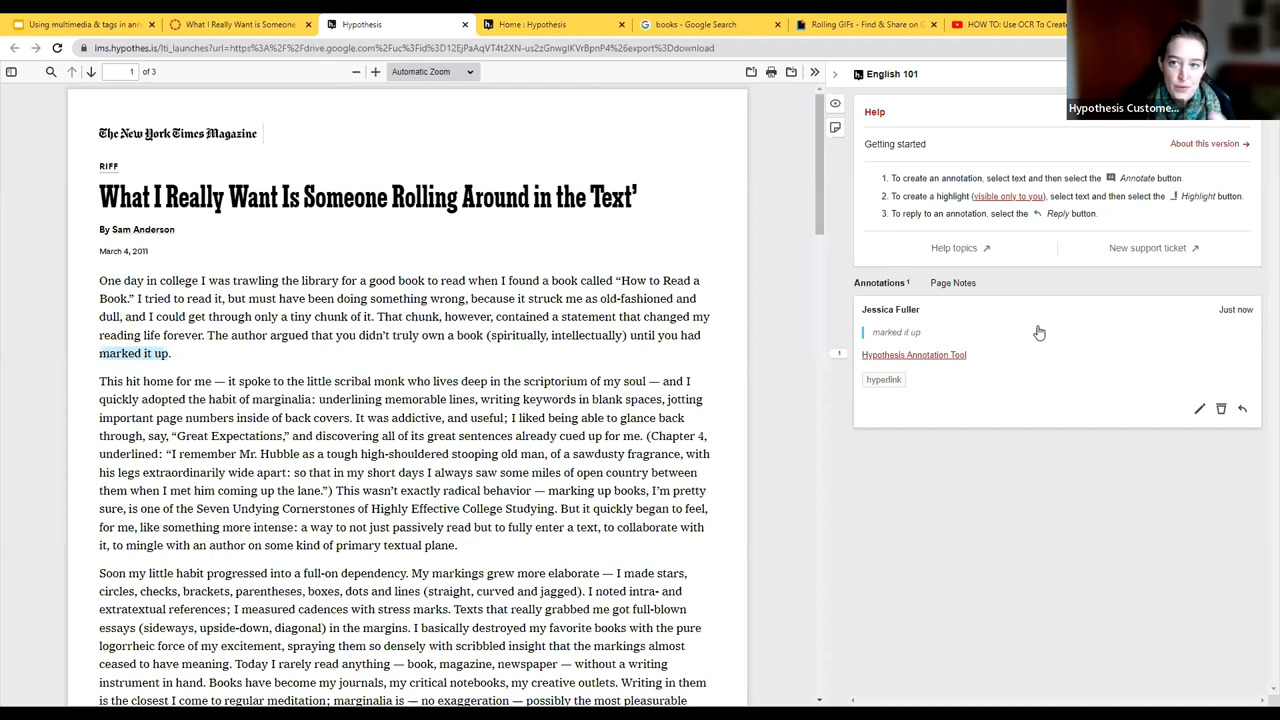 Using multimedia & tags in anno
What I Really Want is Someone
Hypothesis
Home : Hypothesis
books - Google Search
Rolling GIFs - Find & Share on G
HOW TO: Use OCR To Creat
lms.hypothes.is/lti_launches?url=https%3A%2F%2Fdrive.google.com%2Fuc%3Fid%3D12EjPaAqVT4t2XN-us2zGnwgIKVrBpnP4%26export%3Ddownload
1 of 3
Automatic Zoom
English 101
Hypothesis Custome...
The New York Times Magazine
RIFF
What I Really Want Is Someone Rolling Around in the Text’
By Sam Anderson
March 4, 2011
One day in college I was trawling the library for a good book to read when I found a book called “How to Read a
Book.” I tried to read it, but must have been doing something wrong, because it struck me as old-fashioned and
dull, and I could get through only a tiny chunk of it. That chunk, however, contained a statement that changed my
reading life forever. The author argued that you didn’t truly own a book (spiritually, intellectually) until you had
marked it up.
This hit home for me — it spoke to the little scribal monk who lives deep in the scriptorium of my soul — and I
quickly adopted the habit of marginalia: underlining memorable lines, writing keywords in blank spaces, jotting
important page numbers inside of back covers. It was addictive, and useful; I liked being able to glance back
through, say, “Great Expectations,” and discovering all of its great sentences already cued up for me. (Chapter 4,
underlined: “I remember Mr. Hubble as a tough high-shouldered stooping old man, of a sawdusty fragrance, with
his legs extraordinarily wide apart: so that in my short days I always saw some miles of open country between
them when I met him coming up the lane.”) This wasn’t exactly radical behavior — marking up books, I’m pretty
sure, is one of the Seven Undying Cornerstones of Highly Effective College Studying. But it quickly began to feel,
for me, like something more intense: a way to not just passively read but to fully enter a text, to collaborate with
it, to mingle with an author on some kind of primary textual plane.
Soon my little habit progressed into a full-on dependency. My markings grew more elaborate — I made stars,
circles, checks, brackets, parentheses, boxes, dots and lines (straight, curved and jagged). I noted intra- and
extratextual references; I measured cadences with stress marks. Texts that really grabbed me got full-blown
essays (sideways, upside-down, diagonal) in the margins. I basically destroyed my favorite books with the pure
logorrheic force of my excitement, spraying them so densely with scribbled insight that the markings almost
ceased to have meaning. Today I rarely read anything — book, magazine, newspaper — without a writing
instrument in hand. Books have become my journals, my critical notebooks, my creative outlets. Writing in them
is the closest I come to regular meditation; marginalia is — no exaggeration — possibly the most pleasurable
Help
Getting started
About this version →
1. To create an annotation, select text and then select the Annotate button.
2. To create a highlight (visible only to you), select text and then select the Highlight button.
3. To reply to an annotation, select the Reply button.
Help topics
New support ticket
Annotations 1
Page Notes
Jessica Fuller
Just now
marked it up
1
Hypothesis Annotation Tool
hyperlink